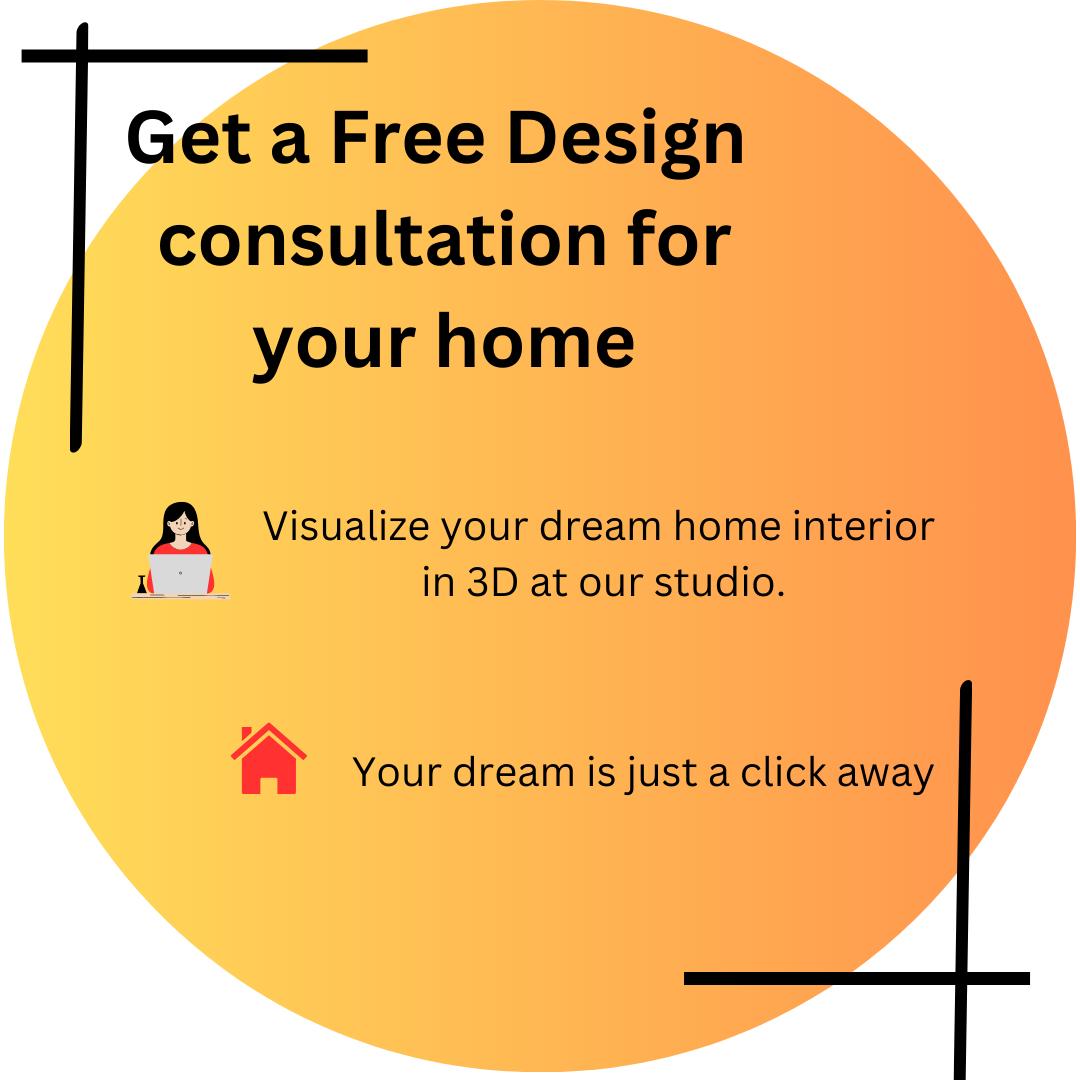 Get a Free Design
consultation for
your home
Visualize your dream home interior
in 3D at our studio.
Your dream is just a click away